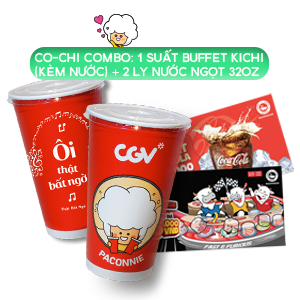 CO-CHI COMBO: 1 SUẤT BUFFET KICHI
(KÈM NƯỚC) + 2 LY NƯỚC NGỌT 32OZ
Ôi
thật
bất ngờ
CGV
PACONNIE
Coca-Cola
FAST & FURIOUS